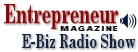 Entrepreneur
MAGAZINE
E-Biz Radio Show